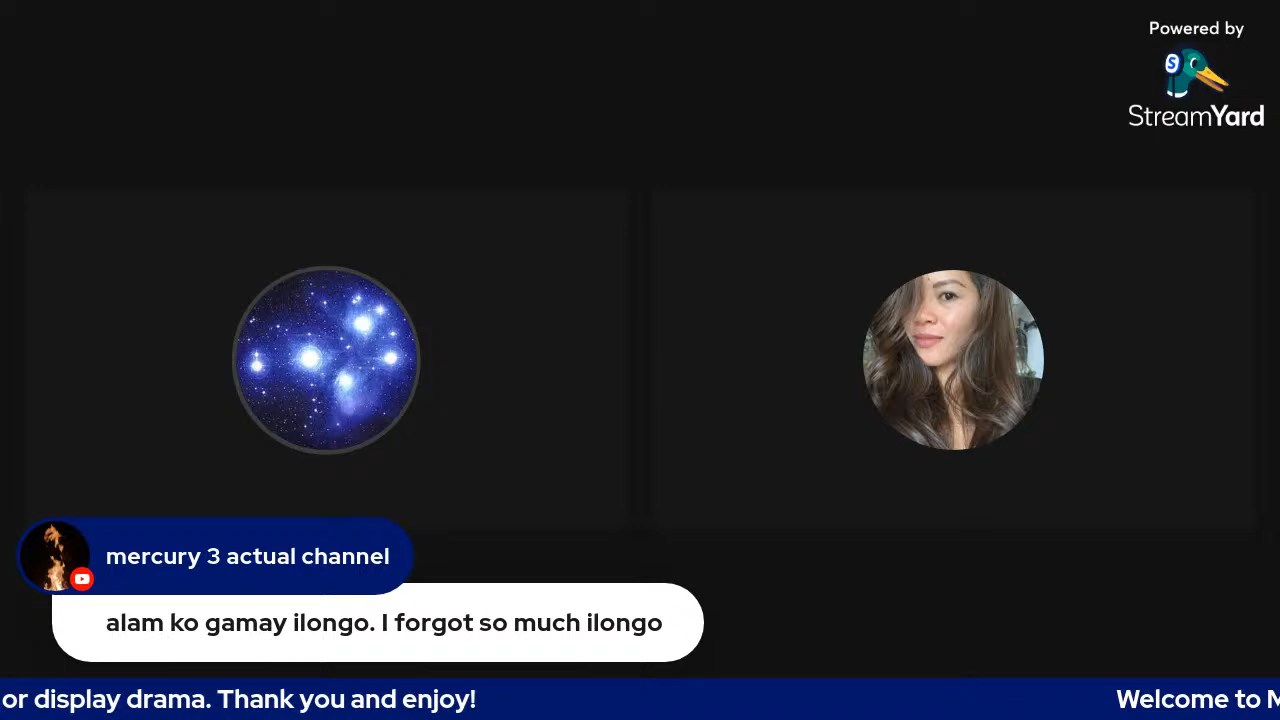 Powered by
S
StreamYard
mercury 3 actual channel
alam ko gamay ilongo. I forgot so much ilongo
or display drama. Thank you and enjoy!
Welcome to